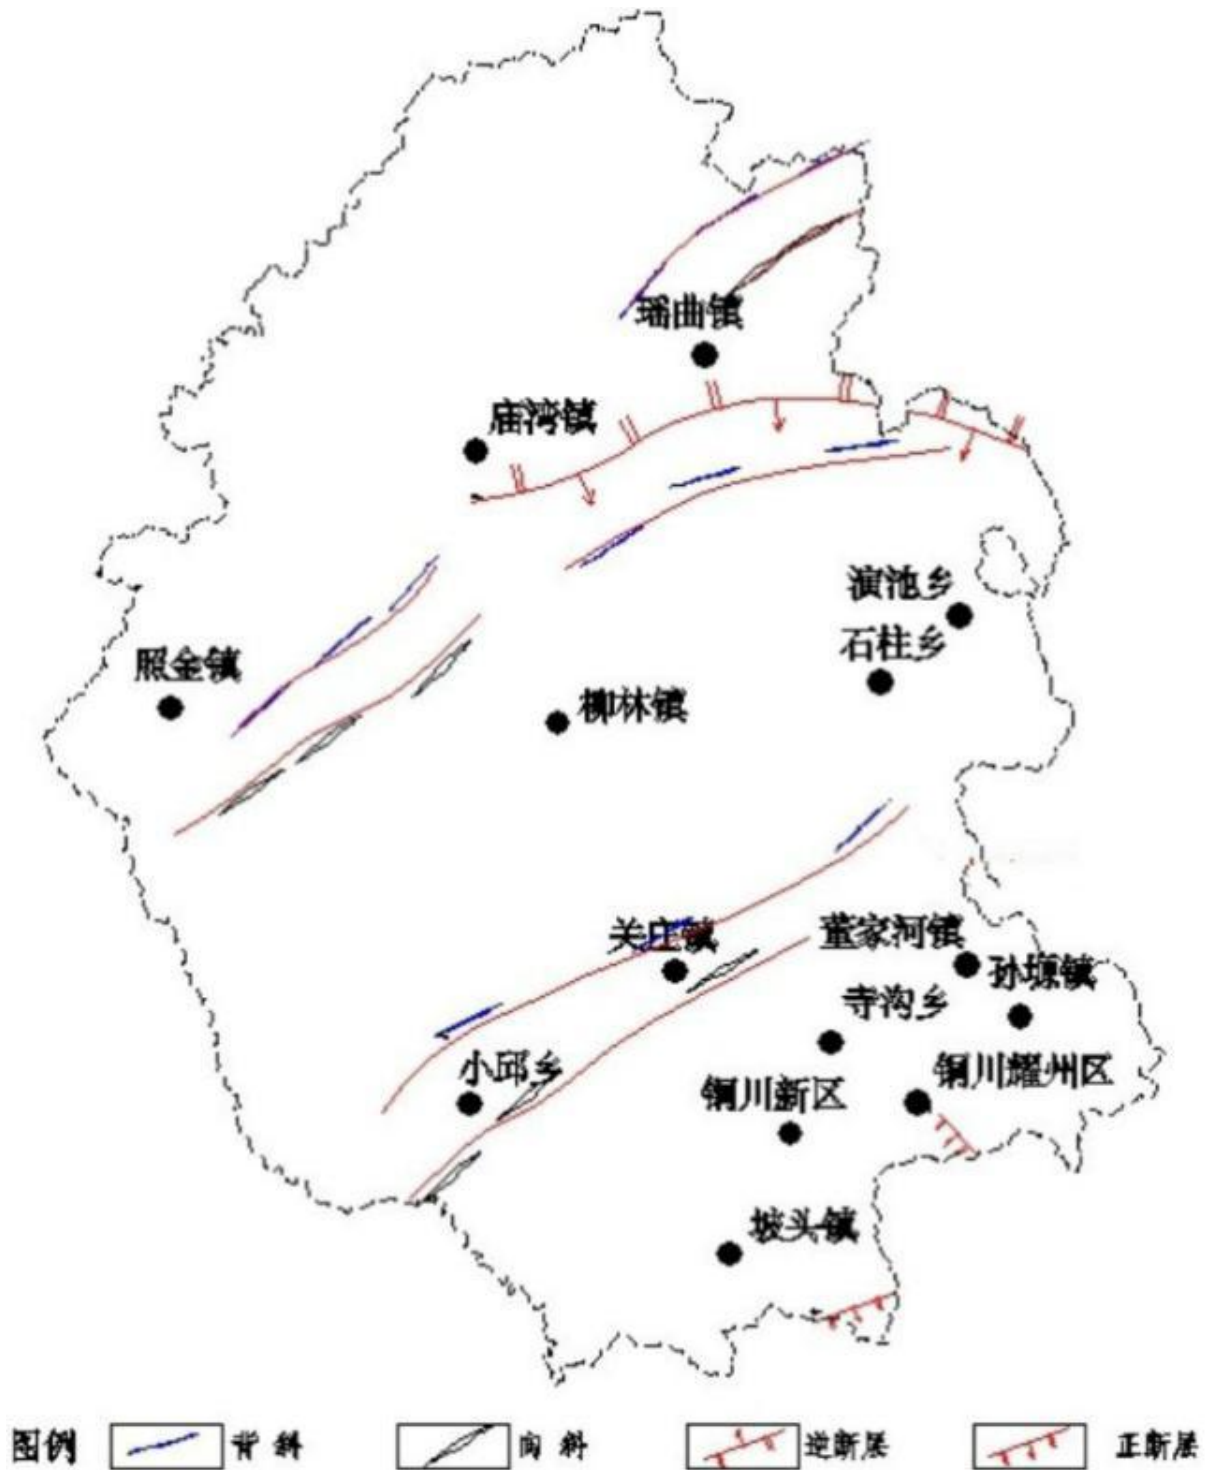 瑶曲镇
庙湾镇
演池乡
石柱乡
照金镇
柳林镇
关庄镇
董家河镇
孙塬镇
寺沟乡
小邱乡
铜川新区
铜川耀州区
坡头镇
图例 背斜 向斜 逆断层 正断层